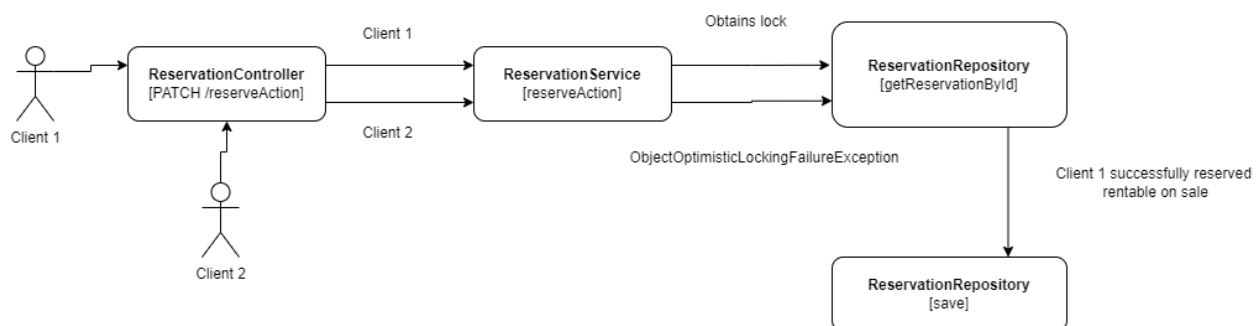 Obtains lock
Client 1
ReservationController
[PATCH /reserveAction]
ReservationService
[reserveAction]
ReservationRepository
[getReservationById]
Client 1
Client 2
ObjectOptimisticLockingFailureException
Client 1 successfully reserved
rentable on sale
Client 2
ReservationRepository
[save]